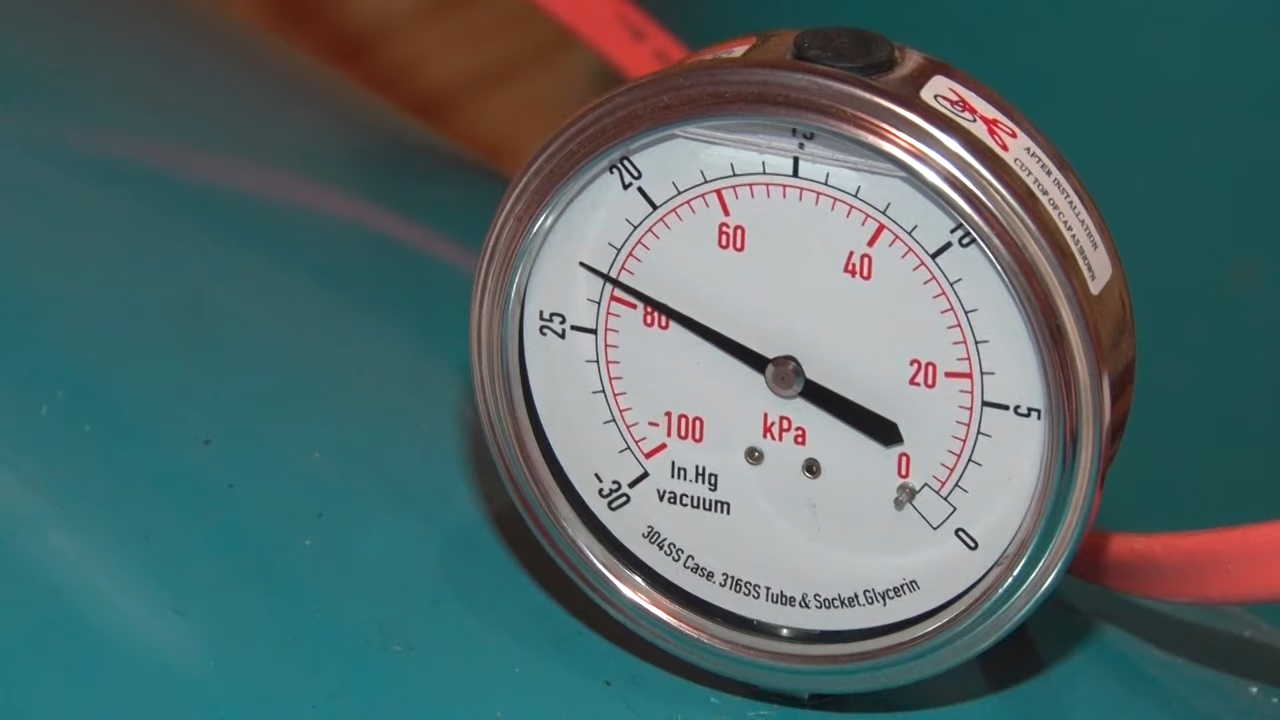 20
10
60
40
25
80
20
5
-100
kPa
0
-30
In.Hg
vacuum
0
304SS Case. 316SS Tube & Socket.Glycerin
AFTER INSTALLATION
CUT TOP OF CAP AS SHOWN